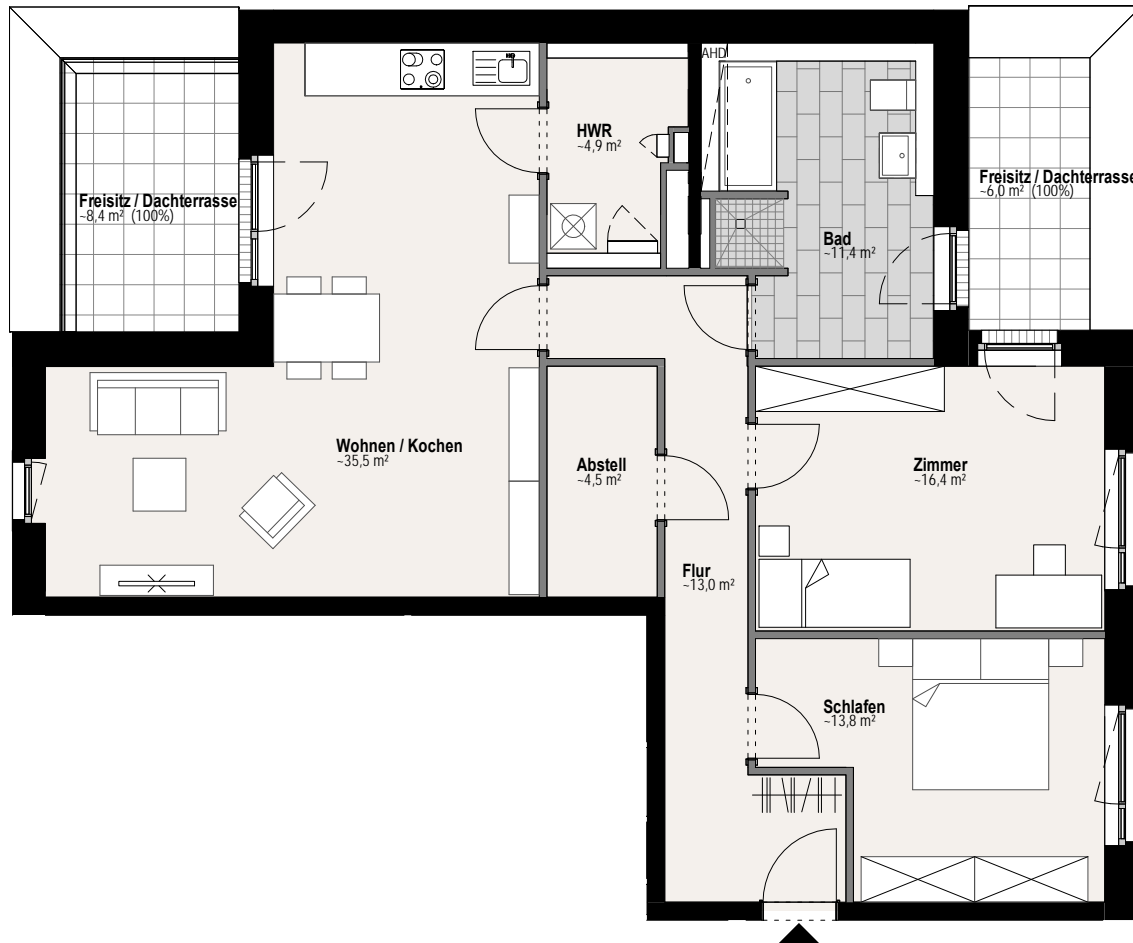 AHD
HWR
~4,9 m²
Freisitz / Dachterrasse
~8,4 m² (100%)
Freisitz / Dachterrasse
~6,0 m² (100%)
Bad
~11,4 m²
Wohnen / Kochen
~35,5 m²
Abstell
~4,5 m²
Zimmer
~16,4 m²
Flur
~13,0 m²
Schlafen
~13,8 m²